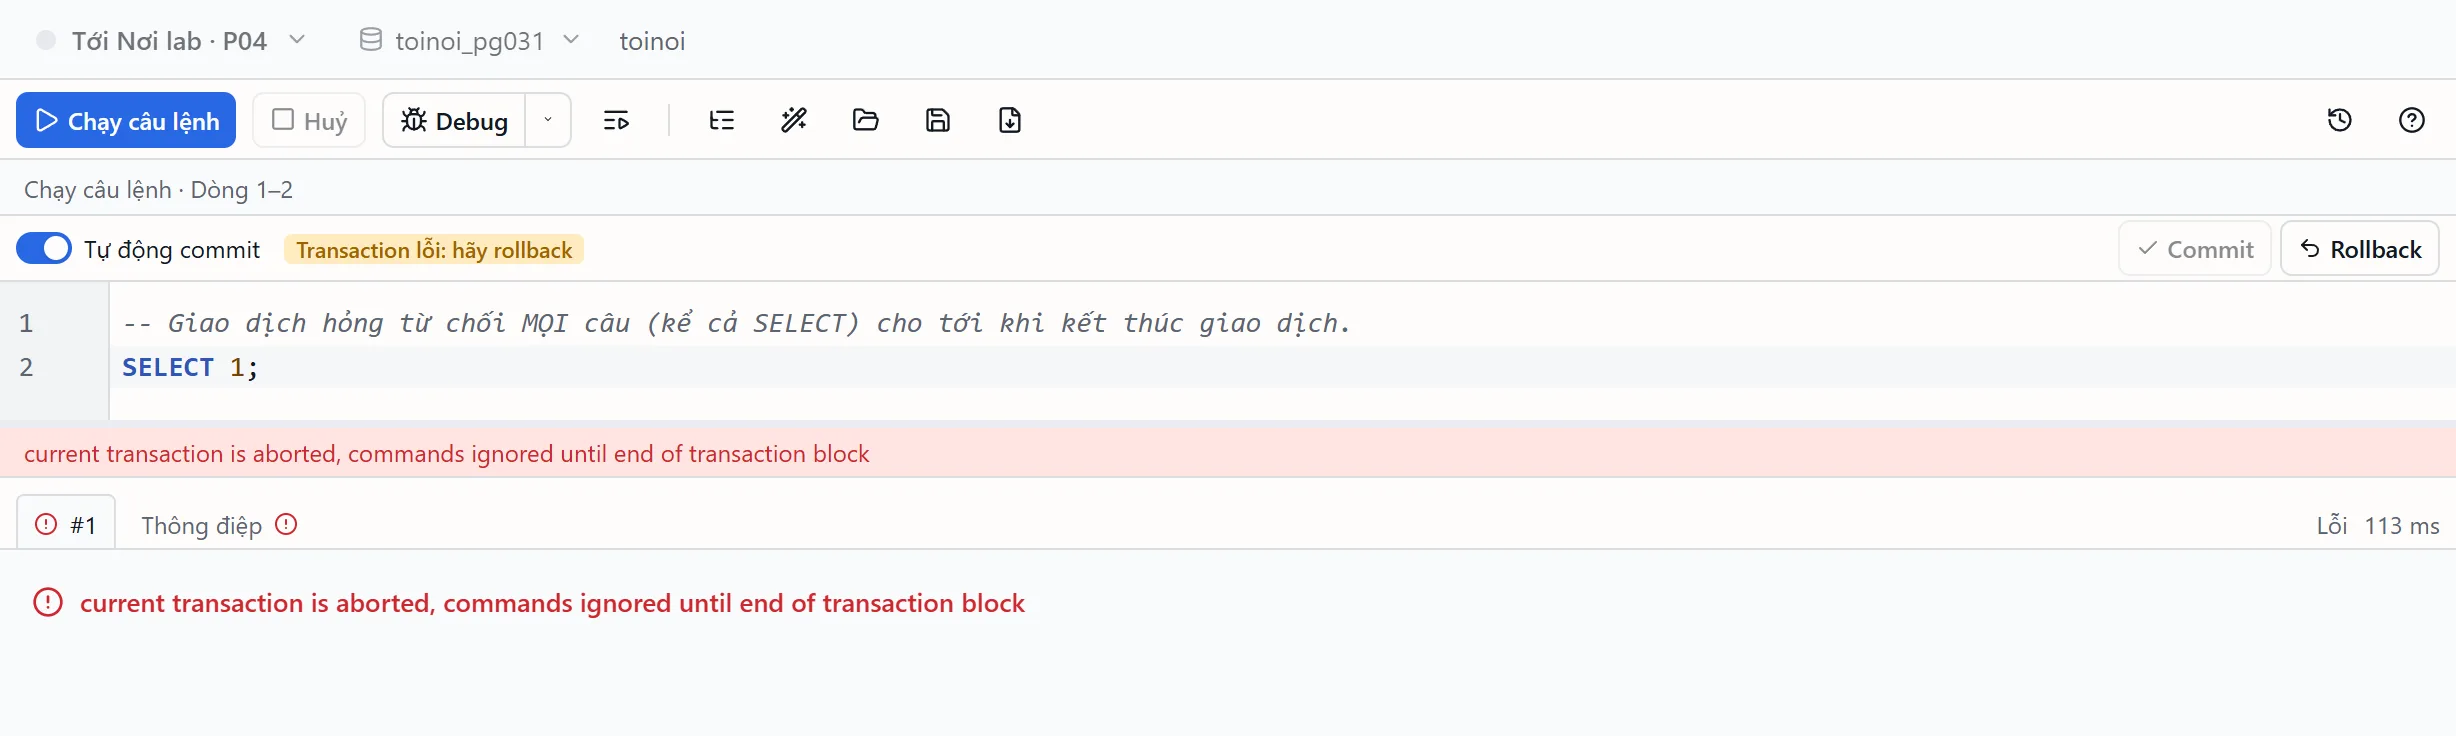 Tới Nơi lab · P04 toinoi_pg031 toinoi
Chạy câu lệnh Huỷ Debug
Chạy câu lệnh · Dòng 1–2
Tự động commit Transaction lỗi: hãy rollback Commit Rollback
1 -- Giao dịch hỏng từ chối MỌI câu (kể cả SELECT) cho tới khi kết thúc giao dịch.
2 SELECT 1;
current transaction is aborted, commands ignored until end of transaction block
#1 Thông điệp Lỗi 113 ms
current transaction is aborted, commands ignored until end of transaction block